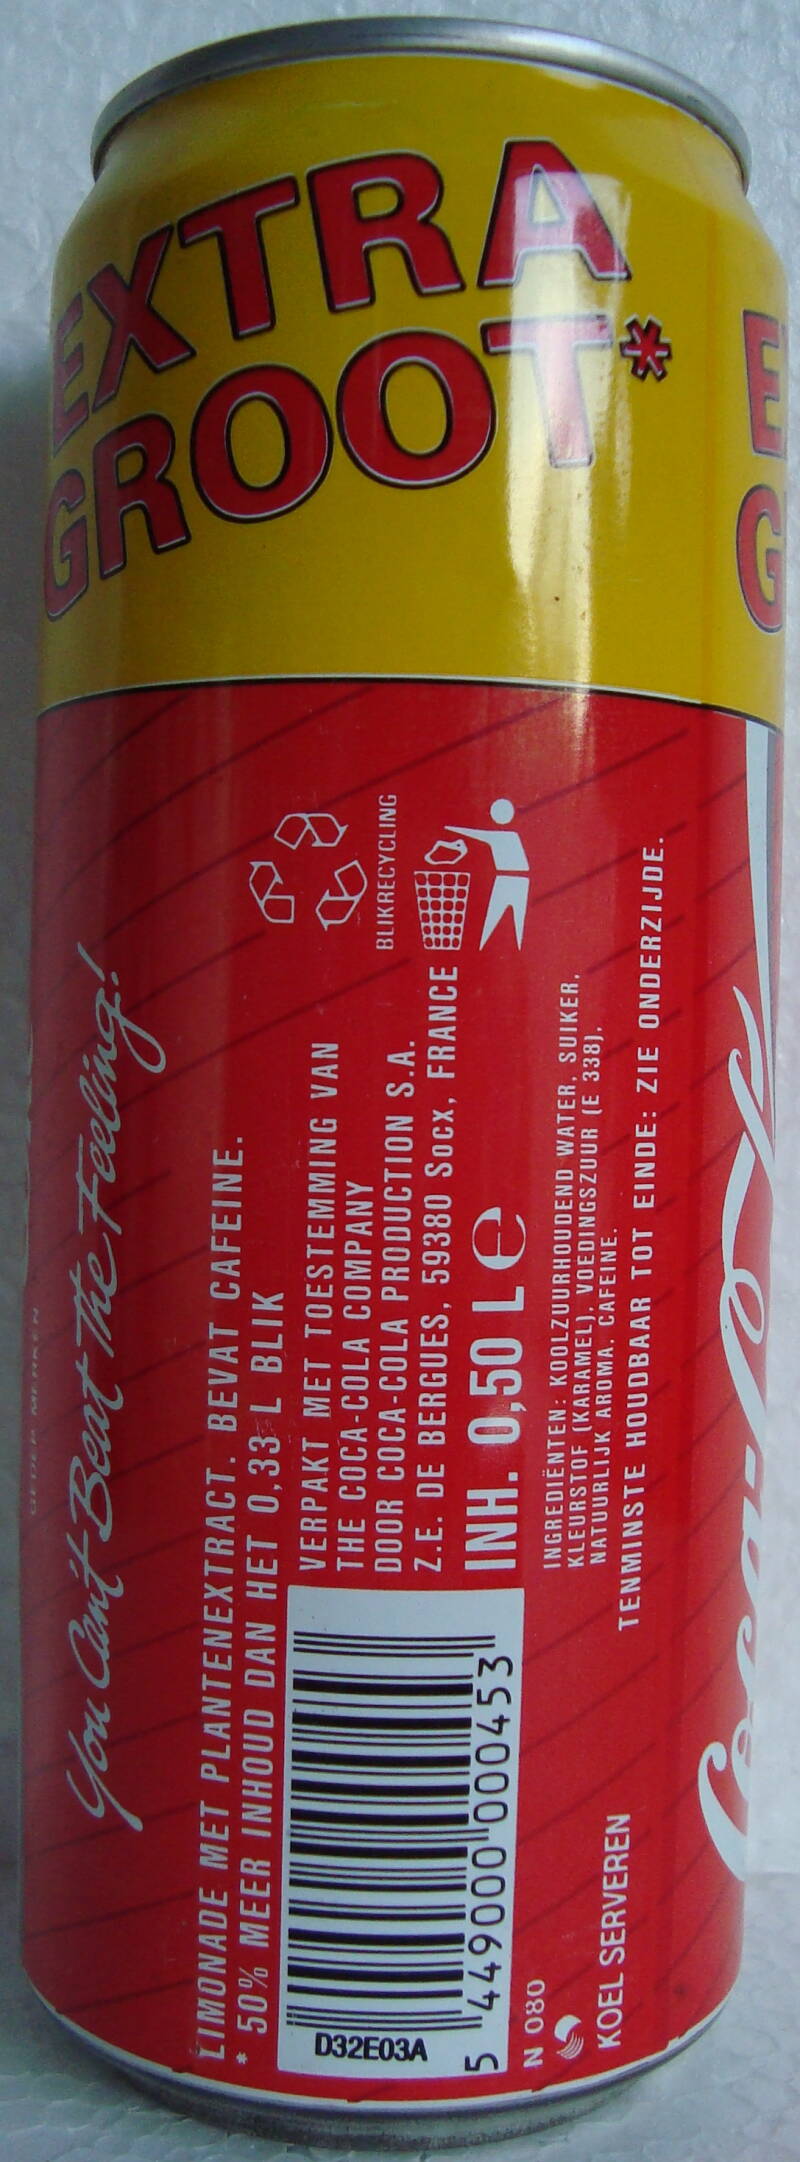 EXTRA
GROOT*
E
G
You Can't Beat The Feeling!
LIMONADE MET PLANTENEXTRACT. BEVAT CAFEINE.
* 50% MEER INHOUD DAN HET 0,33 L BLIK
BLIKRECYCLING
VERPAKT MET TOESTEMMING VAN
THE COCA-COLA COMPANY
DOOR COCA-COLA PRODUCTION S.A.
Z.E. DE BERGUES, 59380 SOCX, FRANCE
INH. 0,50 L e
D32E03A
5 449000 000453
INGREDIËNTEN: KOOLZUURHOUDEND WATER, SUIKER,
KLEURSTOF (KARAMEL), VOEDINGSZUUR (E 338),
NATUURLIJK AROMA, CAFEINE.
TENMINSTE HOUDBAAR TOT EINDE: ZIE ONDERZIJDE.
N 080
KOEL SERVEREN
Coca-Cola